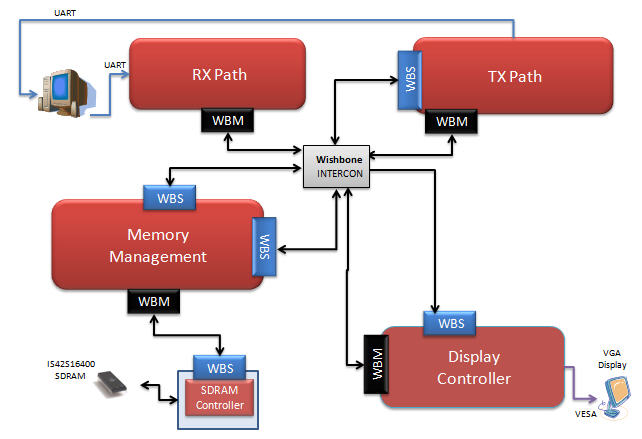 UART
UART
RX Path
WBM
WBS
TX Path
WBM
Wishbone
INTERCON
WBS
Memory
Management
WBS
WBM
IS42S16400
SDRAM
WBS
SDRAM
Controller
WBS
WBM
Display
Controller
VGA
Display
VESA